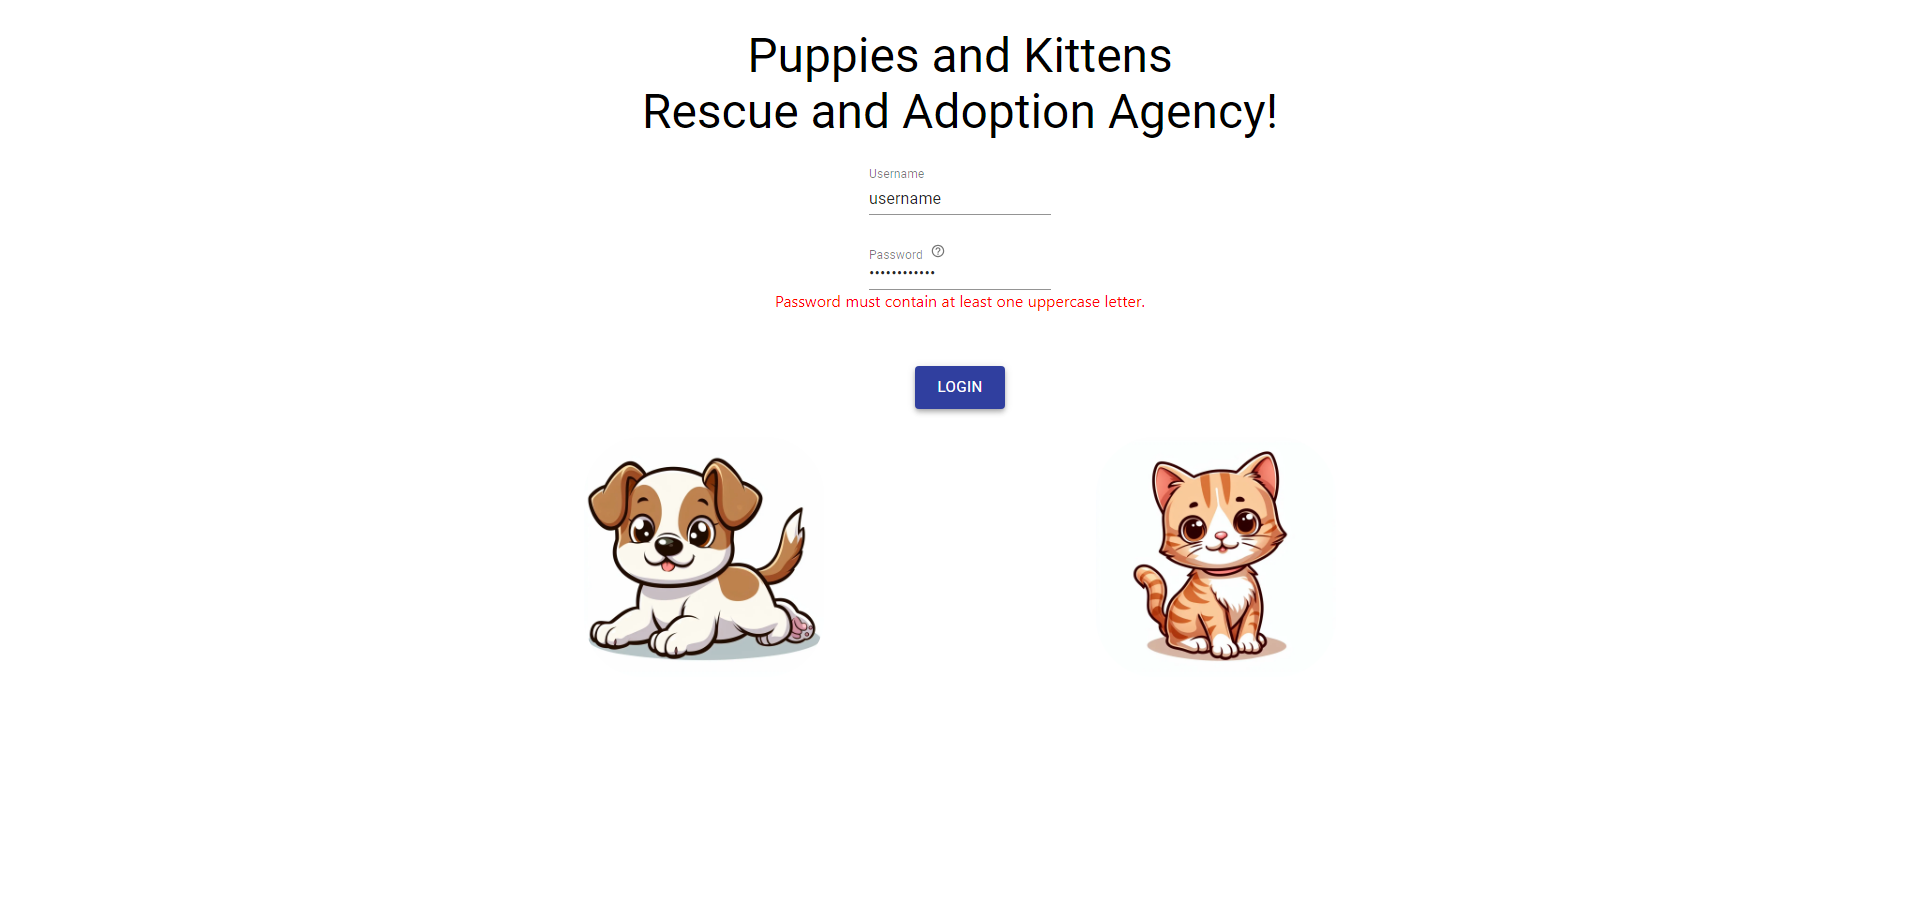 Puppies and Kittens
Rescue and Adoption Agency!
Username
username
Password
••••••••••••
Password must contain at least one uppercase letter.
LOGIN